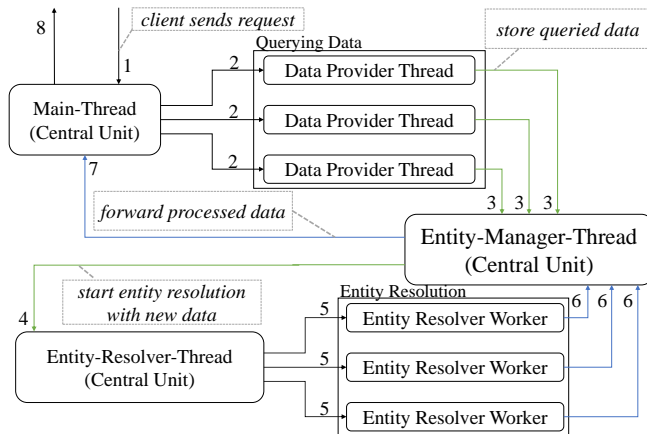 8
client sends request
1
Querying Data
store queried data
Main-Thread
(Central Unit)
2
Data Provider Thread
2
Data Provider Thread
2
Data Provider Thread
7
3 3 3
forward processed data
Entity-Manager-Thread
(Central Unit)
start entity resolution
with new data
4
Entity Resolution
6 6 6
Entity-Resolver-Thread
(Central Unit)
5
Entity Resolver Worker
5
Entity Resolver Worker
5
Entity Resolver Worker